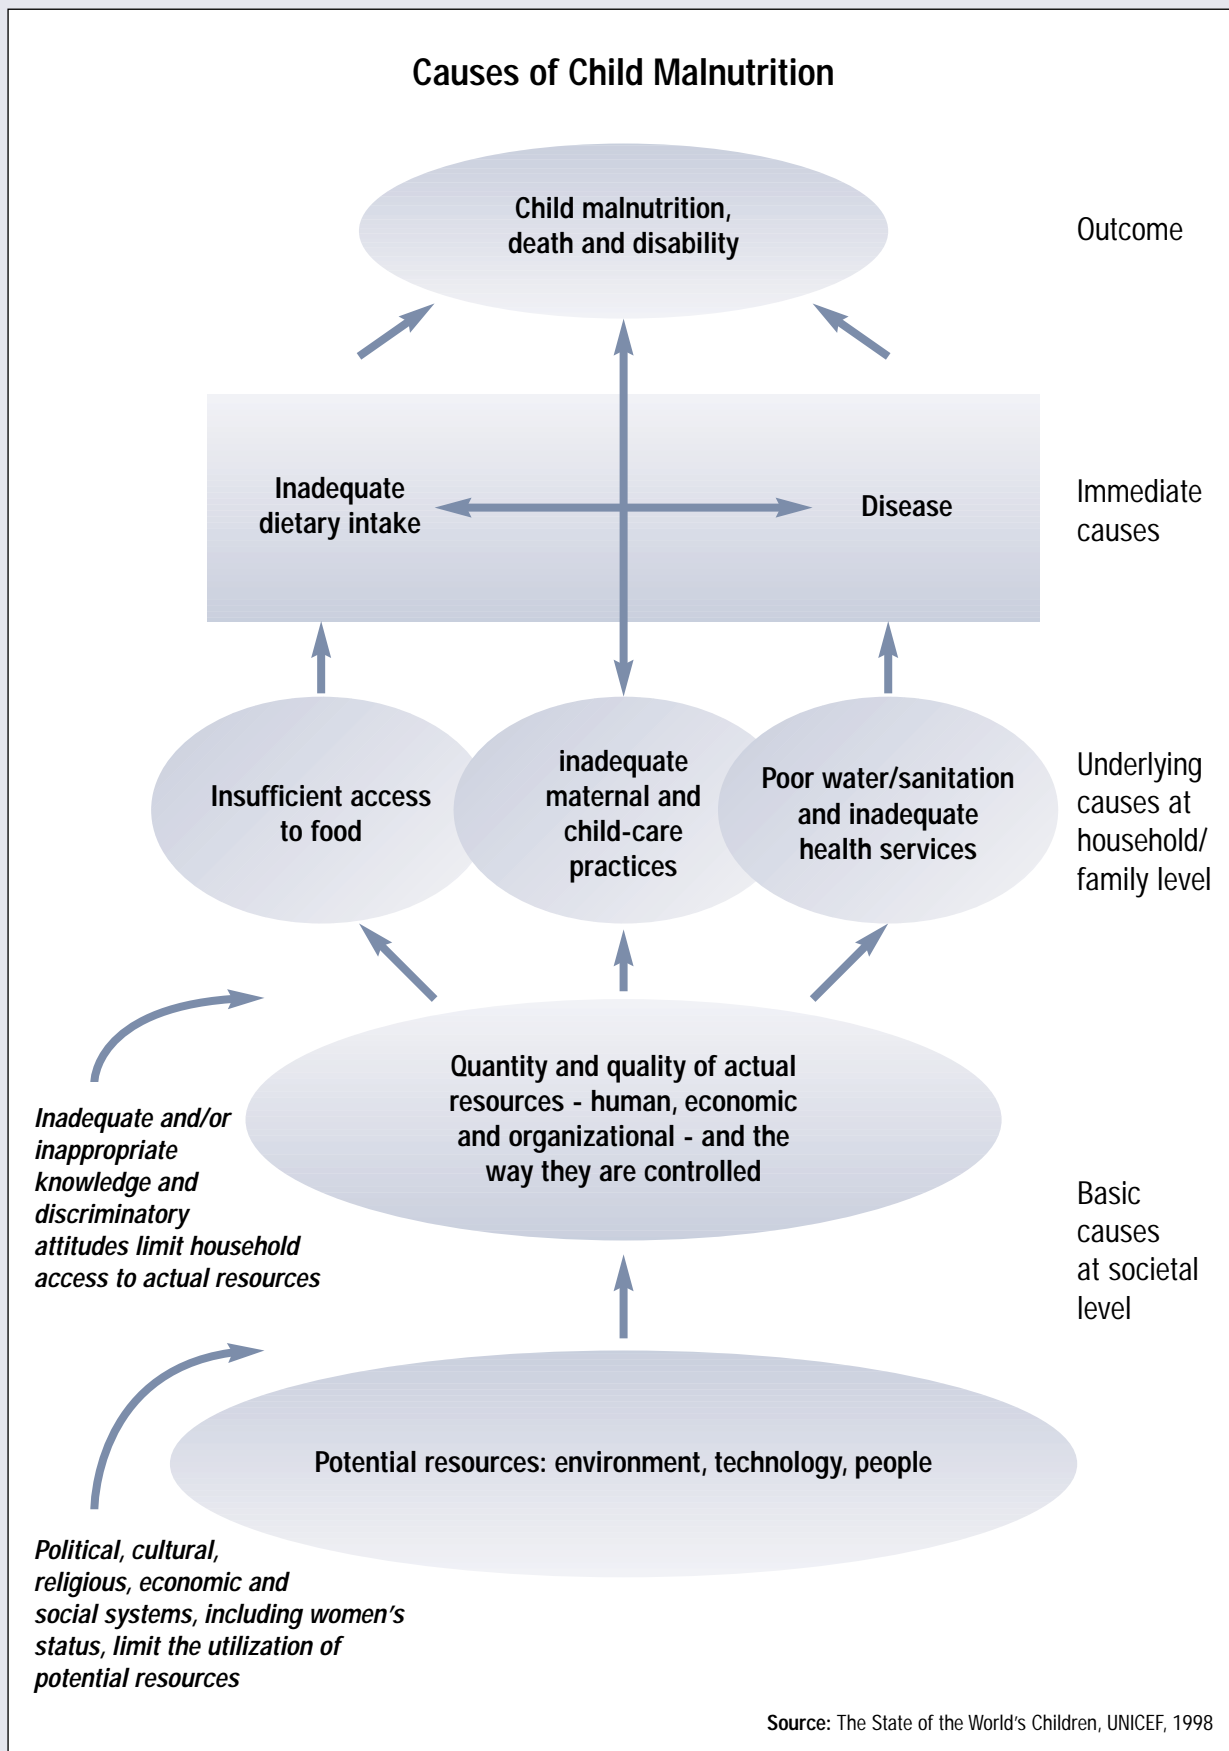 Causes of Child Malnutrition
Child malnutrition,
death and disability
Outcome
Inadequate
dietary intake
Disease
Immediate
causes
Insufficient access
to food
inadequate
maternal and
child-care
practices
Poor water/sanitation
and inadequate
health services
Underlying
causes at
household/
family level
Quantity and quality of actual
resources - human, economic
and organizational - and the
way they are controlled
Inadequate and/or
inappropriate
knowledge and
discriminatory
attitudes limit household
access to actual resources
Basic
causes
at societal
level
Potential resources: environment, technology, people
Political, cultural,
religious, economic and
social systems, including women's
status, limit the utilization of
potential resources
Source: The State of the World's Children, UNICEF, 1998